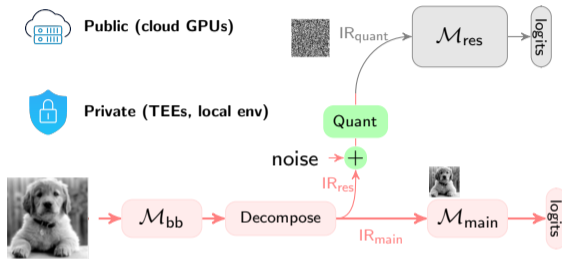 Public (cloud GPUs)
IR_quant
M_res
logits
Private (TEEs, local env)
Quant
noise
+
IR_res
M_bb
Decompose
IR_main
M_main
logits